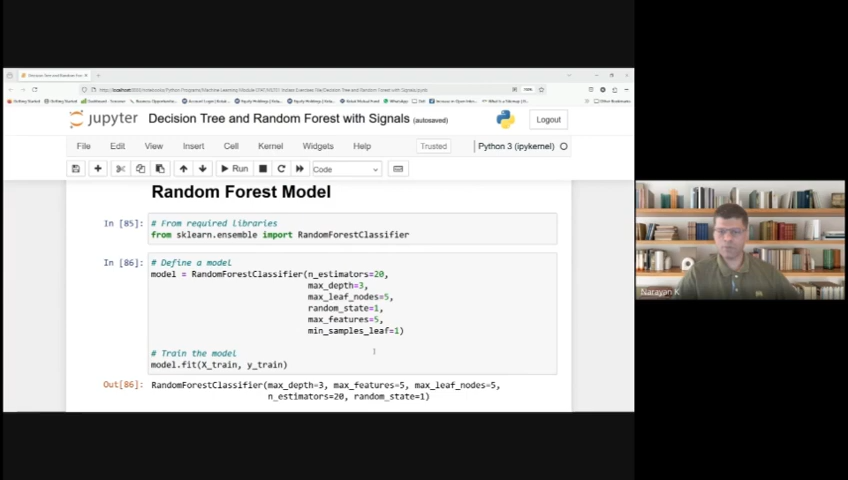 jupyter Decision Tree and Random Forest with Signals (autosaved)
Logout
File Edit View Insert Cell Kernel Widgets Help
Trusted
Python 3 (ipykernel)
Run
Code
Random Forest Model
In [85]:
# From required libraries
from sklearn.ensemble import RandomForestClassifier
In [86]:
# Define a model
model = RandomForestClassifier(n_estimators=20,
max_depth=3,
max_leaf_nodes=5,
random_state=1,
max_features=5,
min_samples_leaf=1)
# Train the model
model.fit(X_train, y_train)
Out[86]:
RandomForestClassifier(max_depth=3, max_features=5, max_leaf_nodes=5,
n_estimators=20, random_state=1)
Narayan K